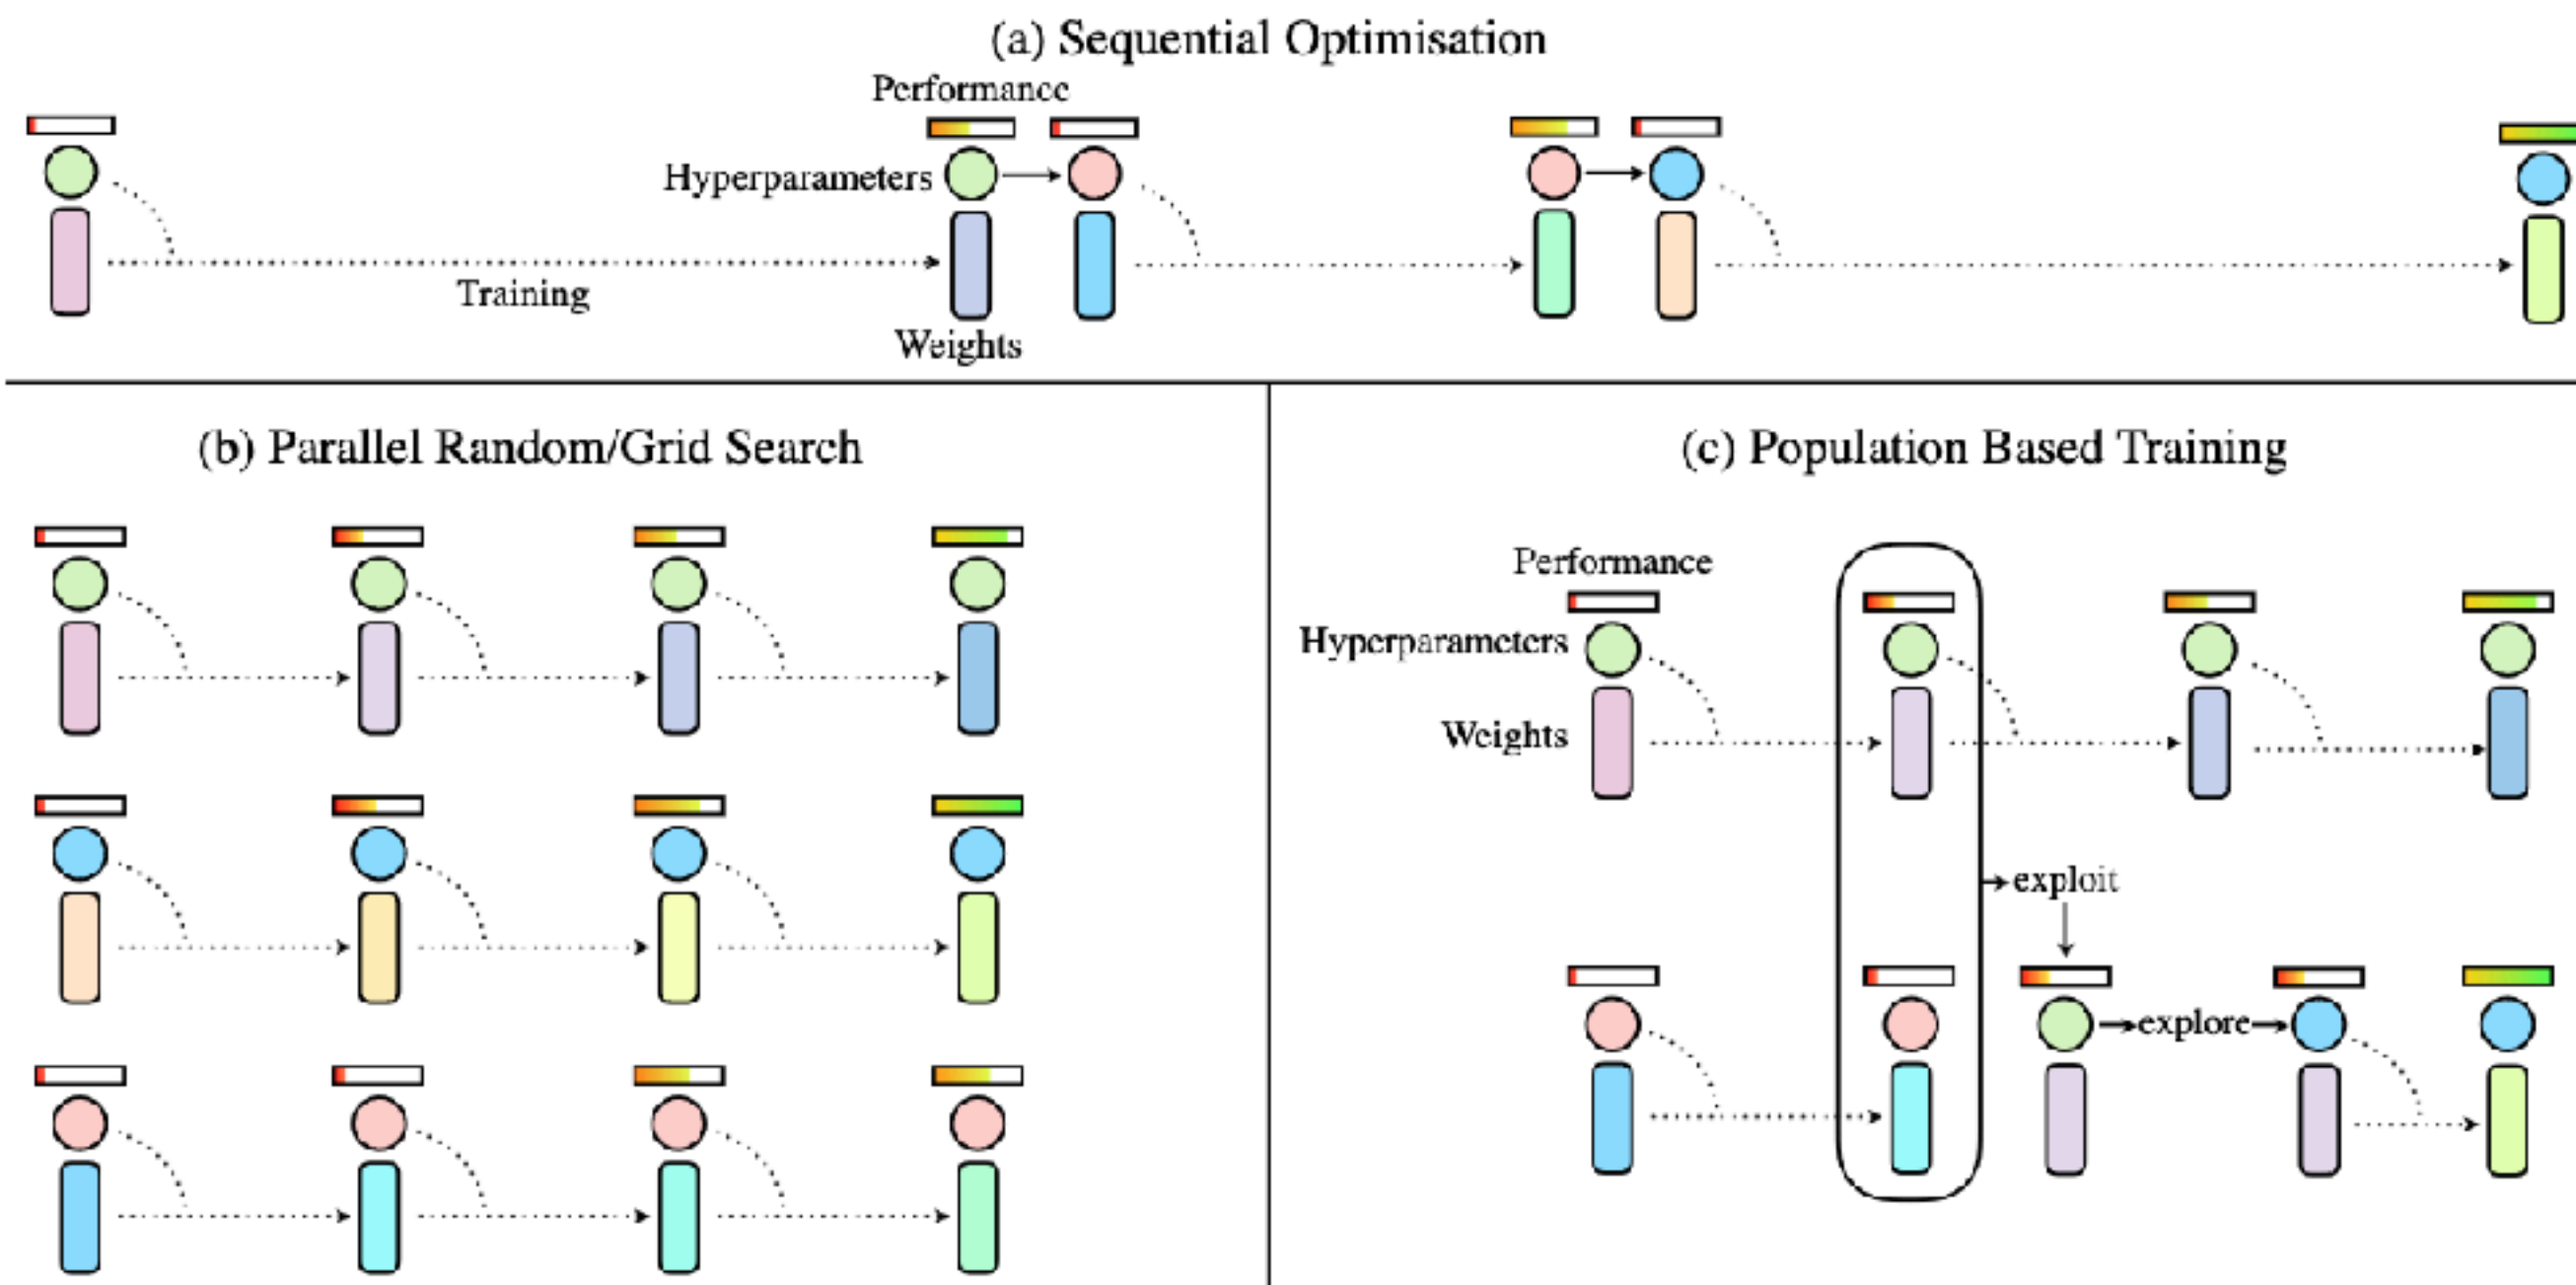 (a) Sequential Optimisation
Performance
Hyperparameters
Training
Weights
(b) Parallel Random/Grid Search
(c) Population Based Training
Performance
Hyperparameters
Weights
exploit
explore